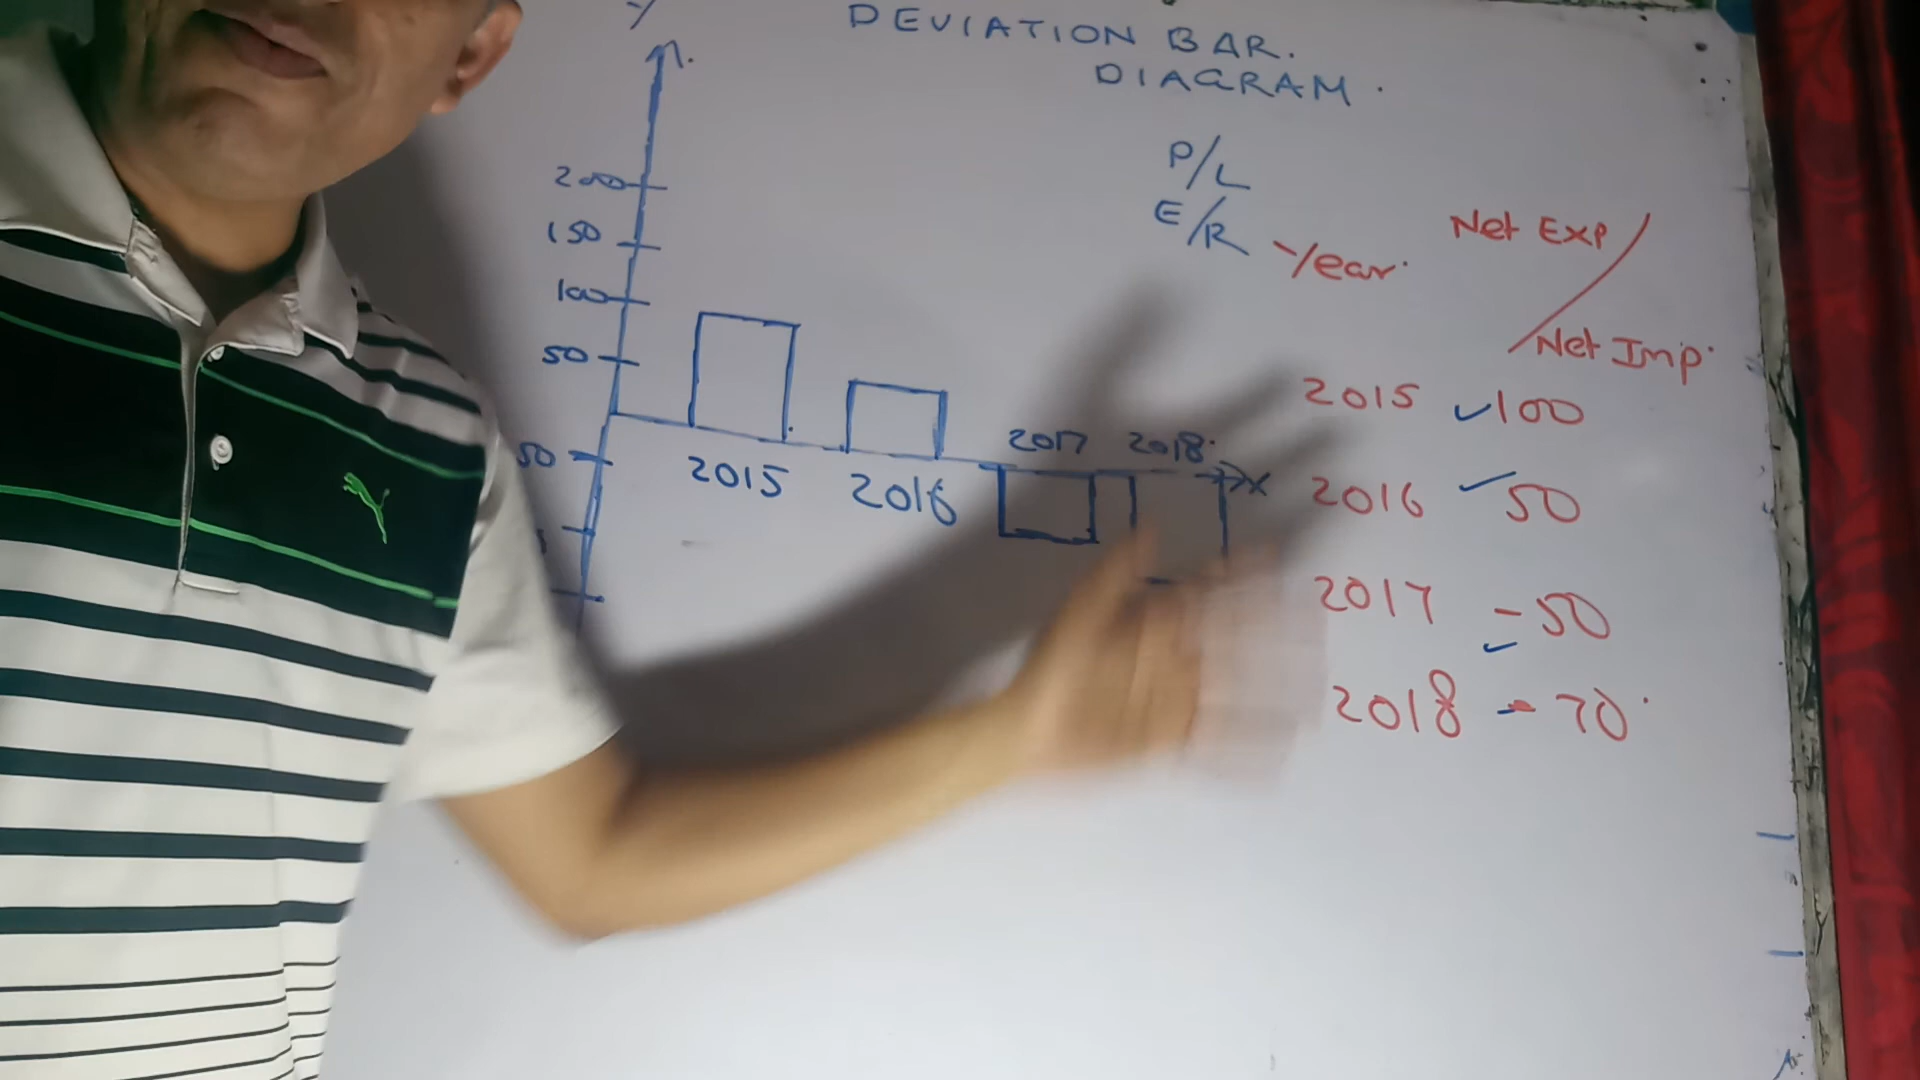 Y
DEVIATION BAR.
DIAGRAM.
P/L
E/R
Year.
Net Exp/
Net Imp.
200
150
100
50
50
2015
2016
2017
2018.
X
2015 100
2016 50
2017 - 50
2018 - 70.